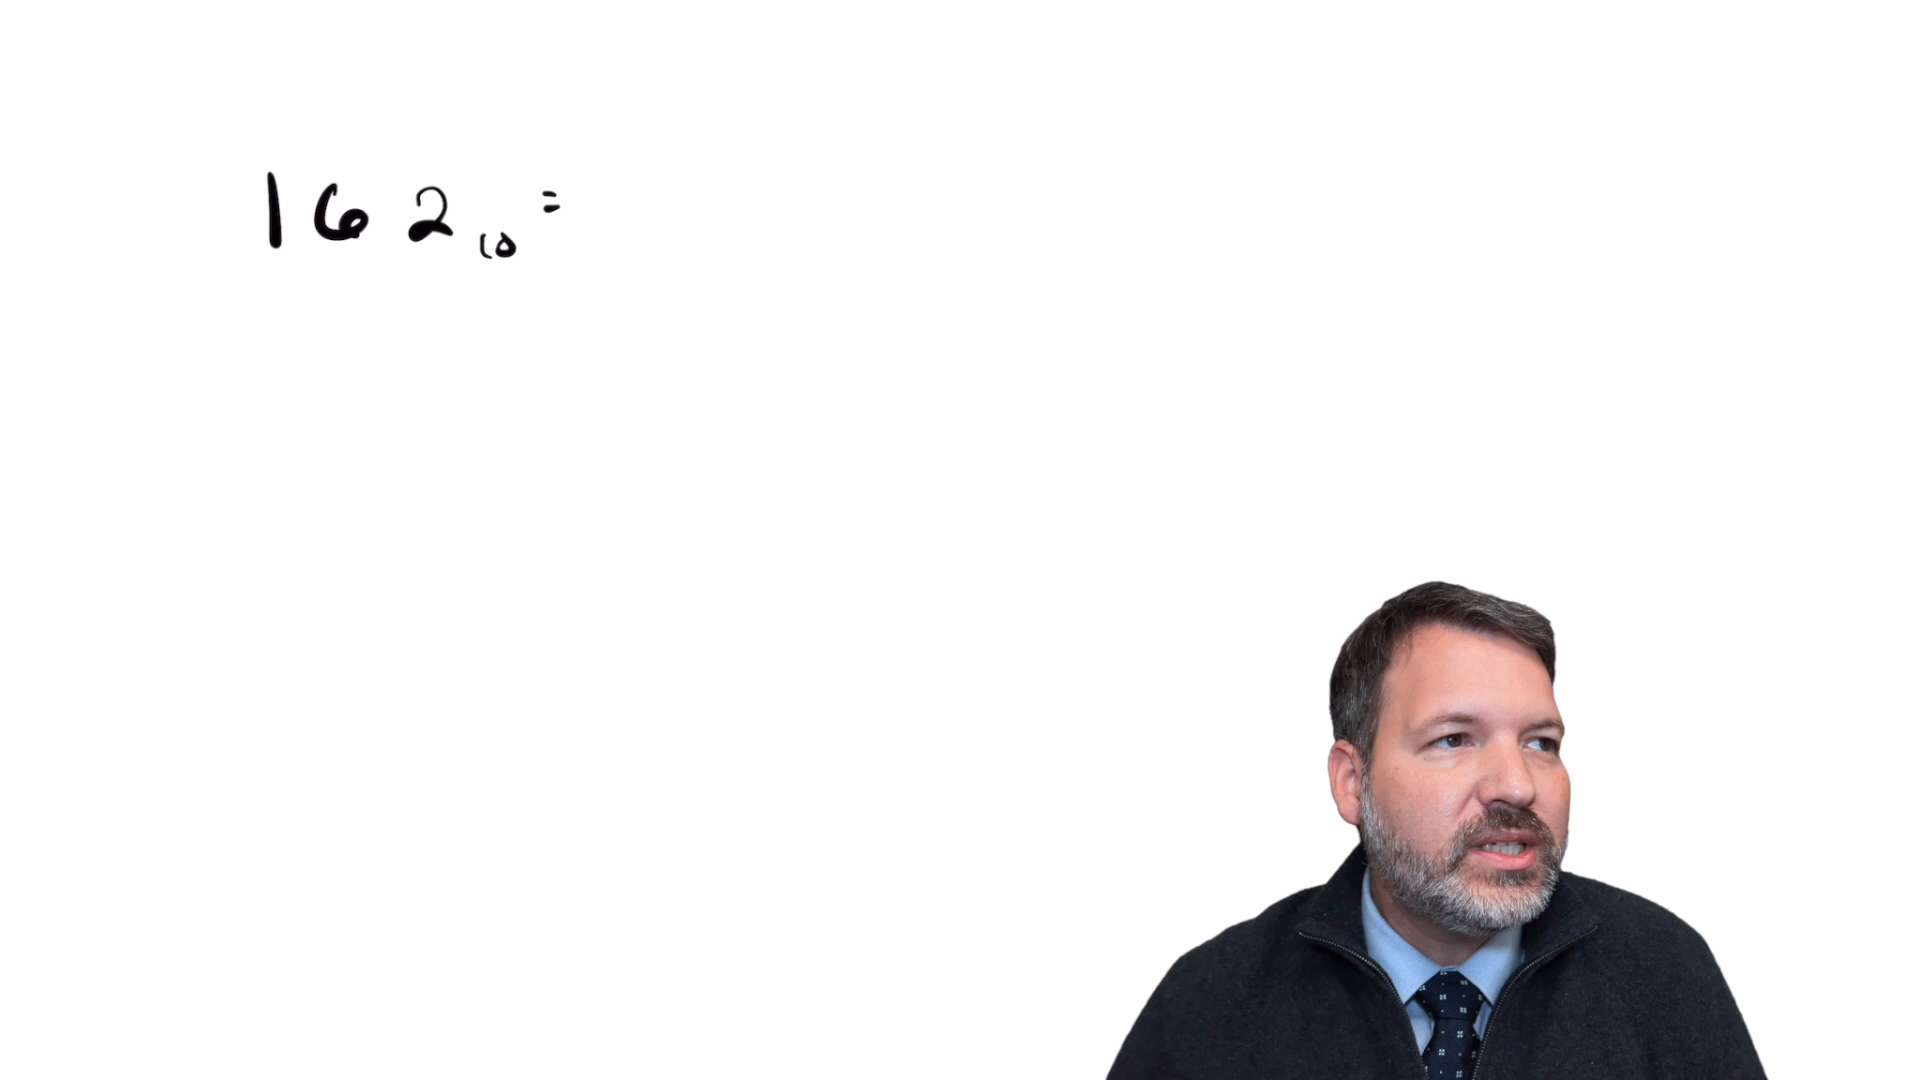 162₁₀ =